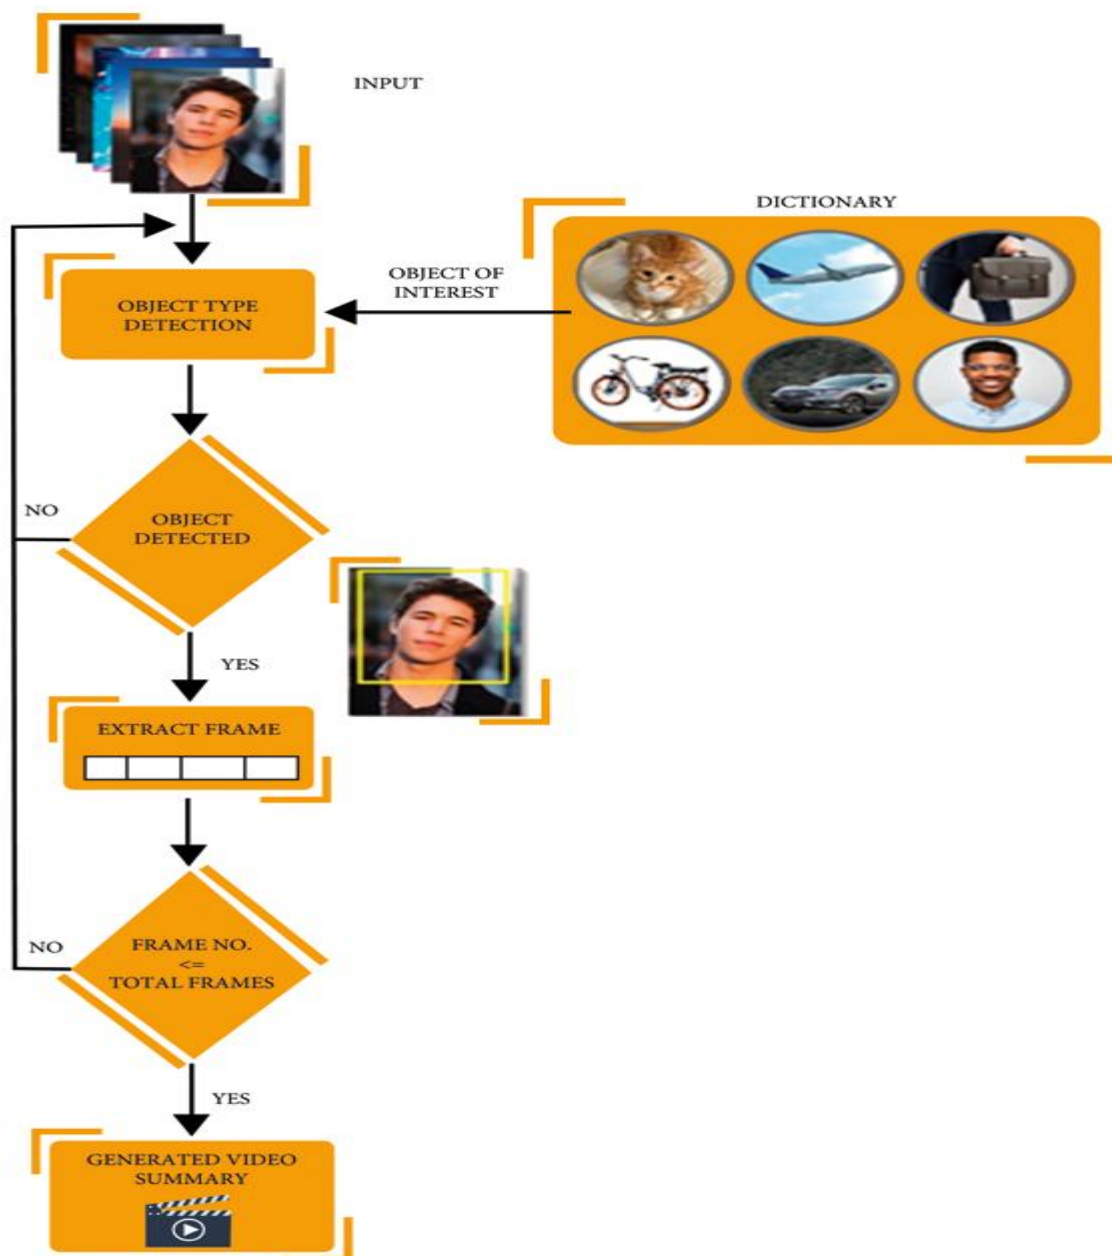 INPUT
DICTIONARY
OBJECT OF
INTEREST
OBJECT TYPE
DETECTION
NO
OBJECT
DETECTED
YES
EXTRACT FRAME
NO
FRAME NO.
<=
TOTAL FRAMES
YES
GENERATED VIDEO
SUMMARY